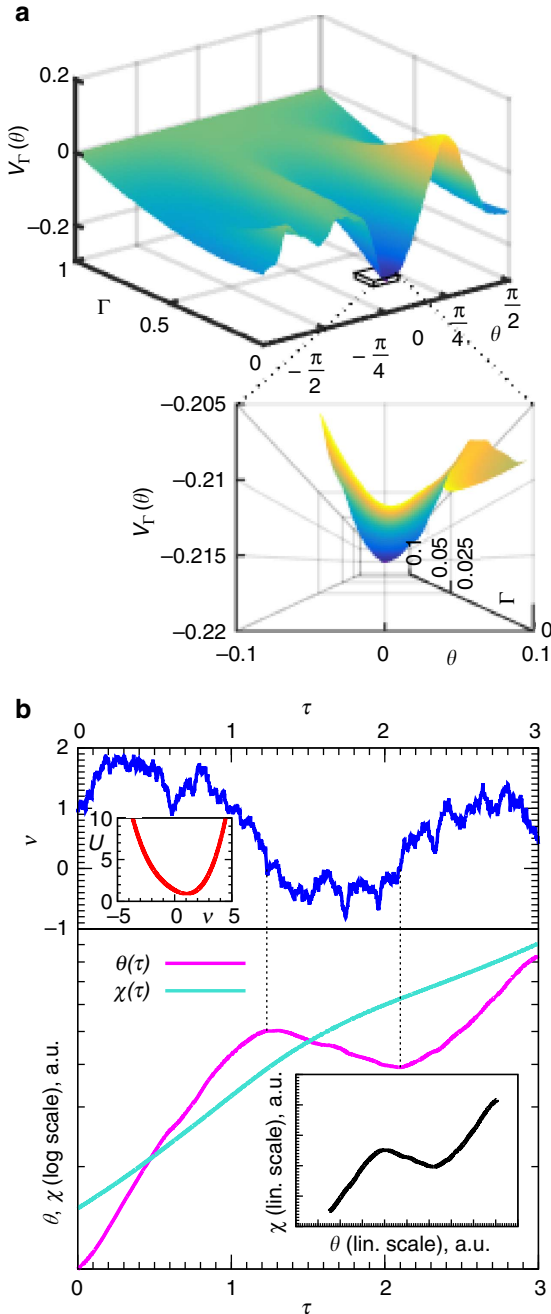 a
0.2
0
−0.2
V_Γ(θ)
1
0.5
0
Γ
−π/2
−π/4
0
π/4
π/2
θ
−0.205
−0.21
−0.215
−0.22
V_Γ(θ)
0.1
0.05
0.025
0
Γ
−0.1
0
0.1
θ
b
τ
0
1
2
3
2
1
0
−1
ν
10
5
0
U
−5
0
ν
5
θ(τ)
χ(τ)
θ, χ (log scale), a.u.
χ (lin. scale), a.u.
θ (lin. scale), a.u.
0
1
2
3
τ